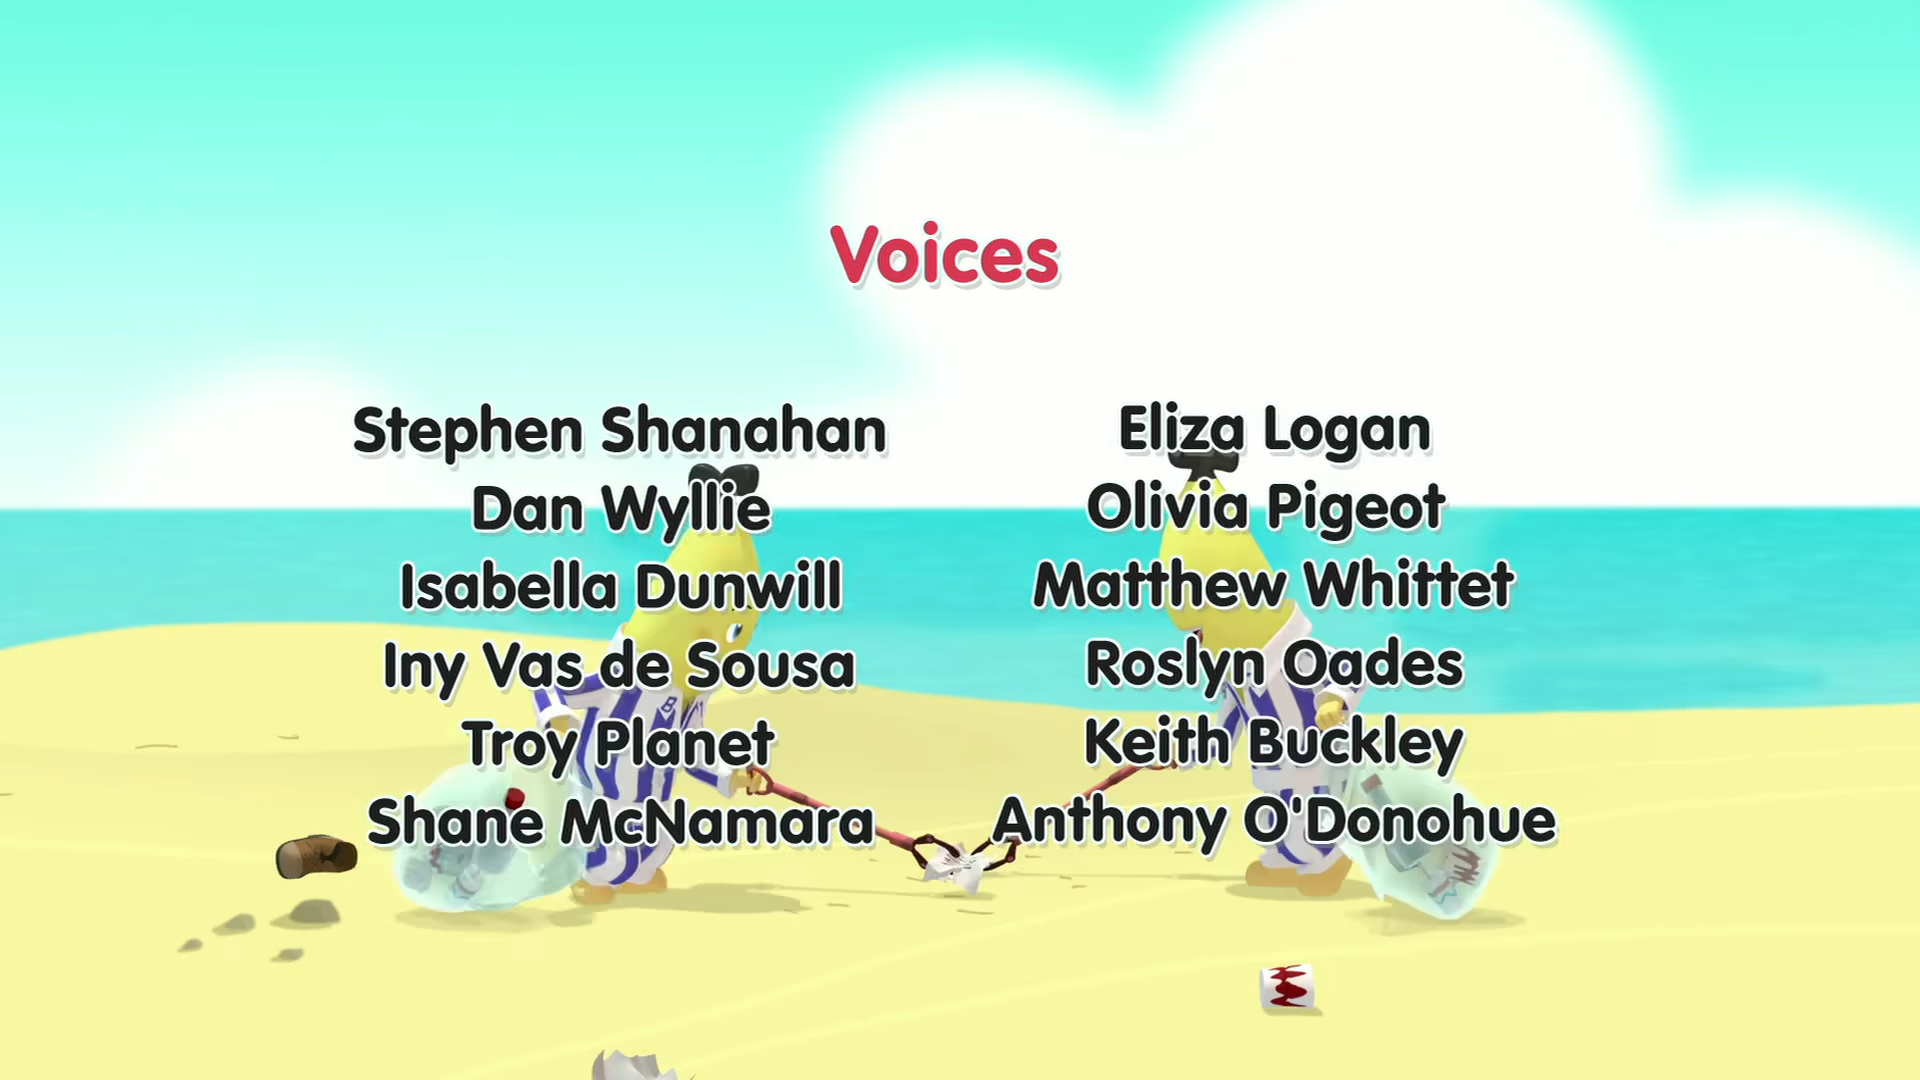 Voices
Stephen Shanahan
Dan Wyllie
Isabella Dunwill
Iny Vas de Sousa
Troy Planet
Shane McNamara
Eliza Logan
Olivia Pigeot
Matthew Whittet
Roslyn Oades
Keith Buckley
Anthony O'Donohue